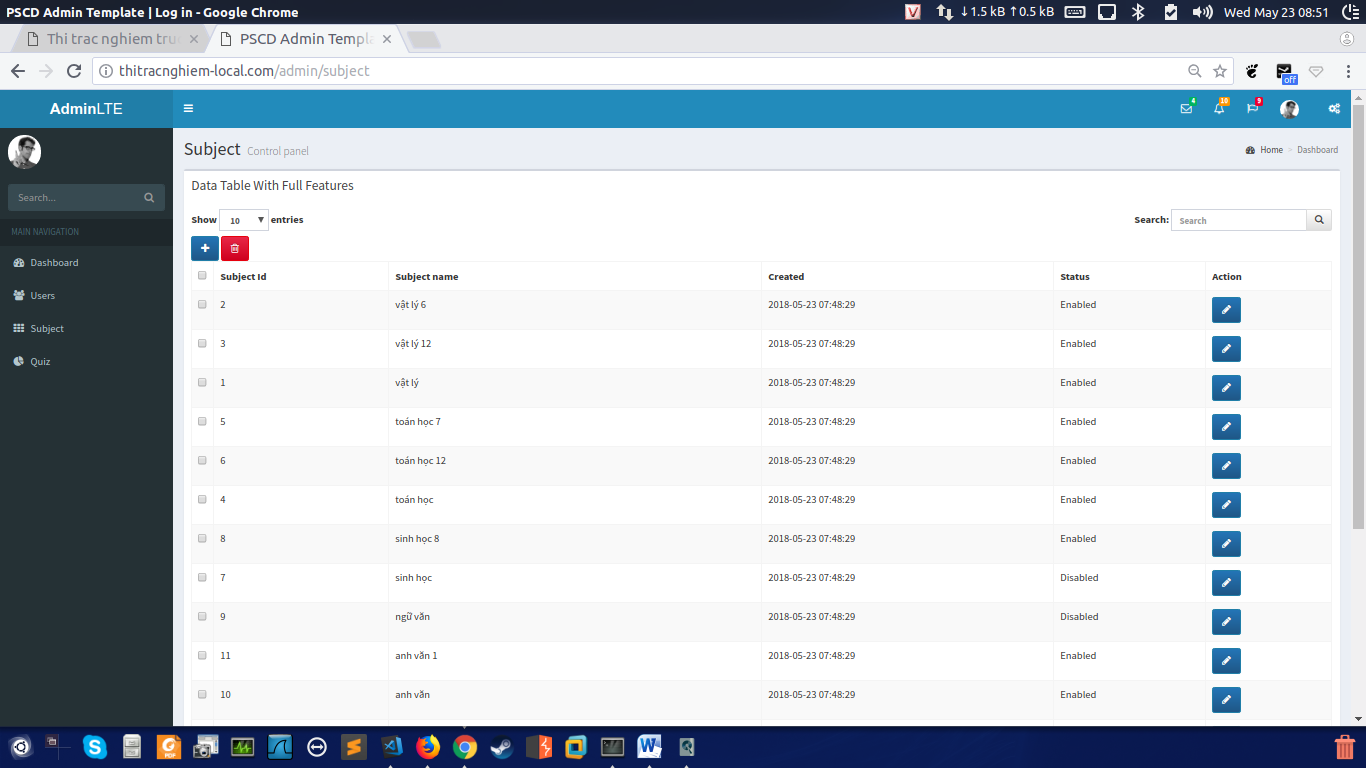 PSCD Admin Template | Log in - Google Chrome
↓1.5 kB ↑0.5 kB
Wed May 23 08:51
Thi trac nghiem tru
PSCD Admin Templa
thitracnghiem-local.com/admin/subject
off
AdminLTE
4
10
9
Subject Control panel
Home > Dashboard
Search...
MAIN NAVIGATION
Dashboard
Users
Subject
Quiz
Data Table With Full Features
Show 10 entries
Search: Search
Subject Id Subject name Created Status Action
2 vật lý 6 2018-05-23 07:48:29 Enabled
3 vật lý 12 2018-05-23 07:48:29 Enabled
1 vật lý 2018-05-23 07:48:29 Enabled
5 toán học 7 2018-05-23 07:48:29 Enabled
6 toán học 12 2018-05-23 07:48:29 Enabled
4 toán học 2018-05-23 07:48:29 Enabled
8 sinh học 8 2018-05-23 07:48:29 Enabled
7 sinh học 2018-05-23 07:48:29 Disabled
9 ngữ văn 2018-05-23 07:48:29 Disabled
11 anh văn 1 2018-05-23 07:48:29 Enabled
10 anh văn 2018-05-23 07:48:29 Enabled